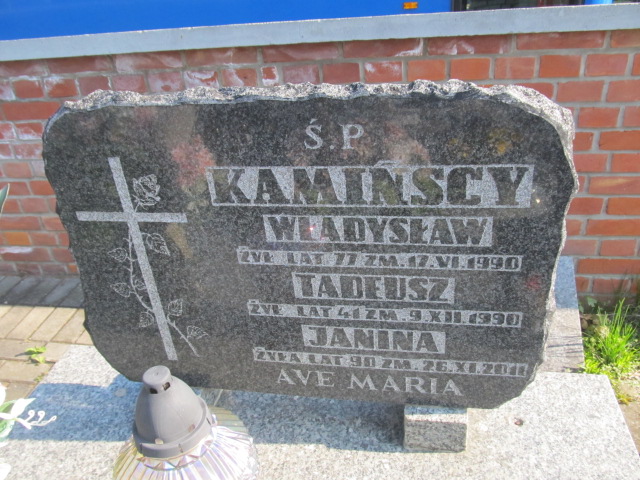 Ś.P
KAMIŃSCY
WŁADYSŁAW
ŻYŁ LAT 77 ZM. 17.VI.1990
TADEUSZ
ŻYŁ LAT 41 ZM. 9.XII.1990
JANINA
ŻYŁA LAT 90 ZM. 26.XI.2011
AVE MARIA